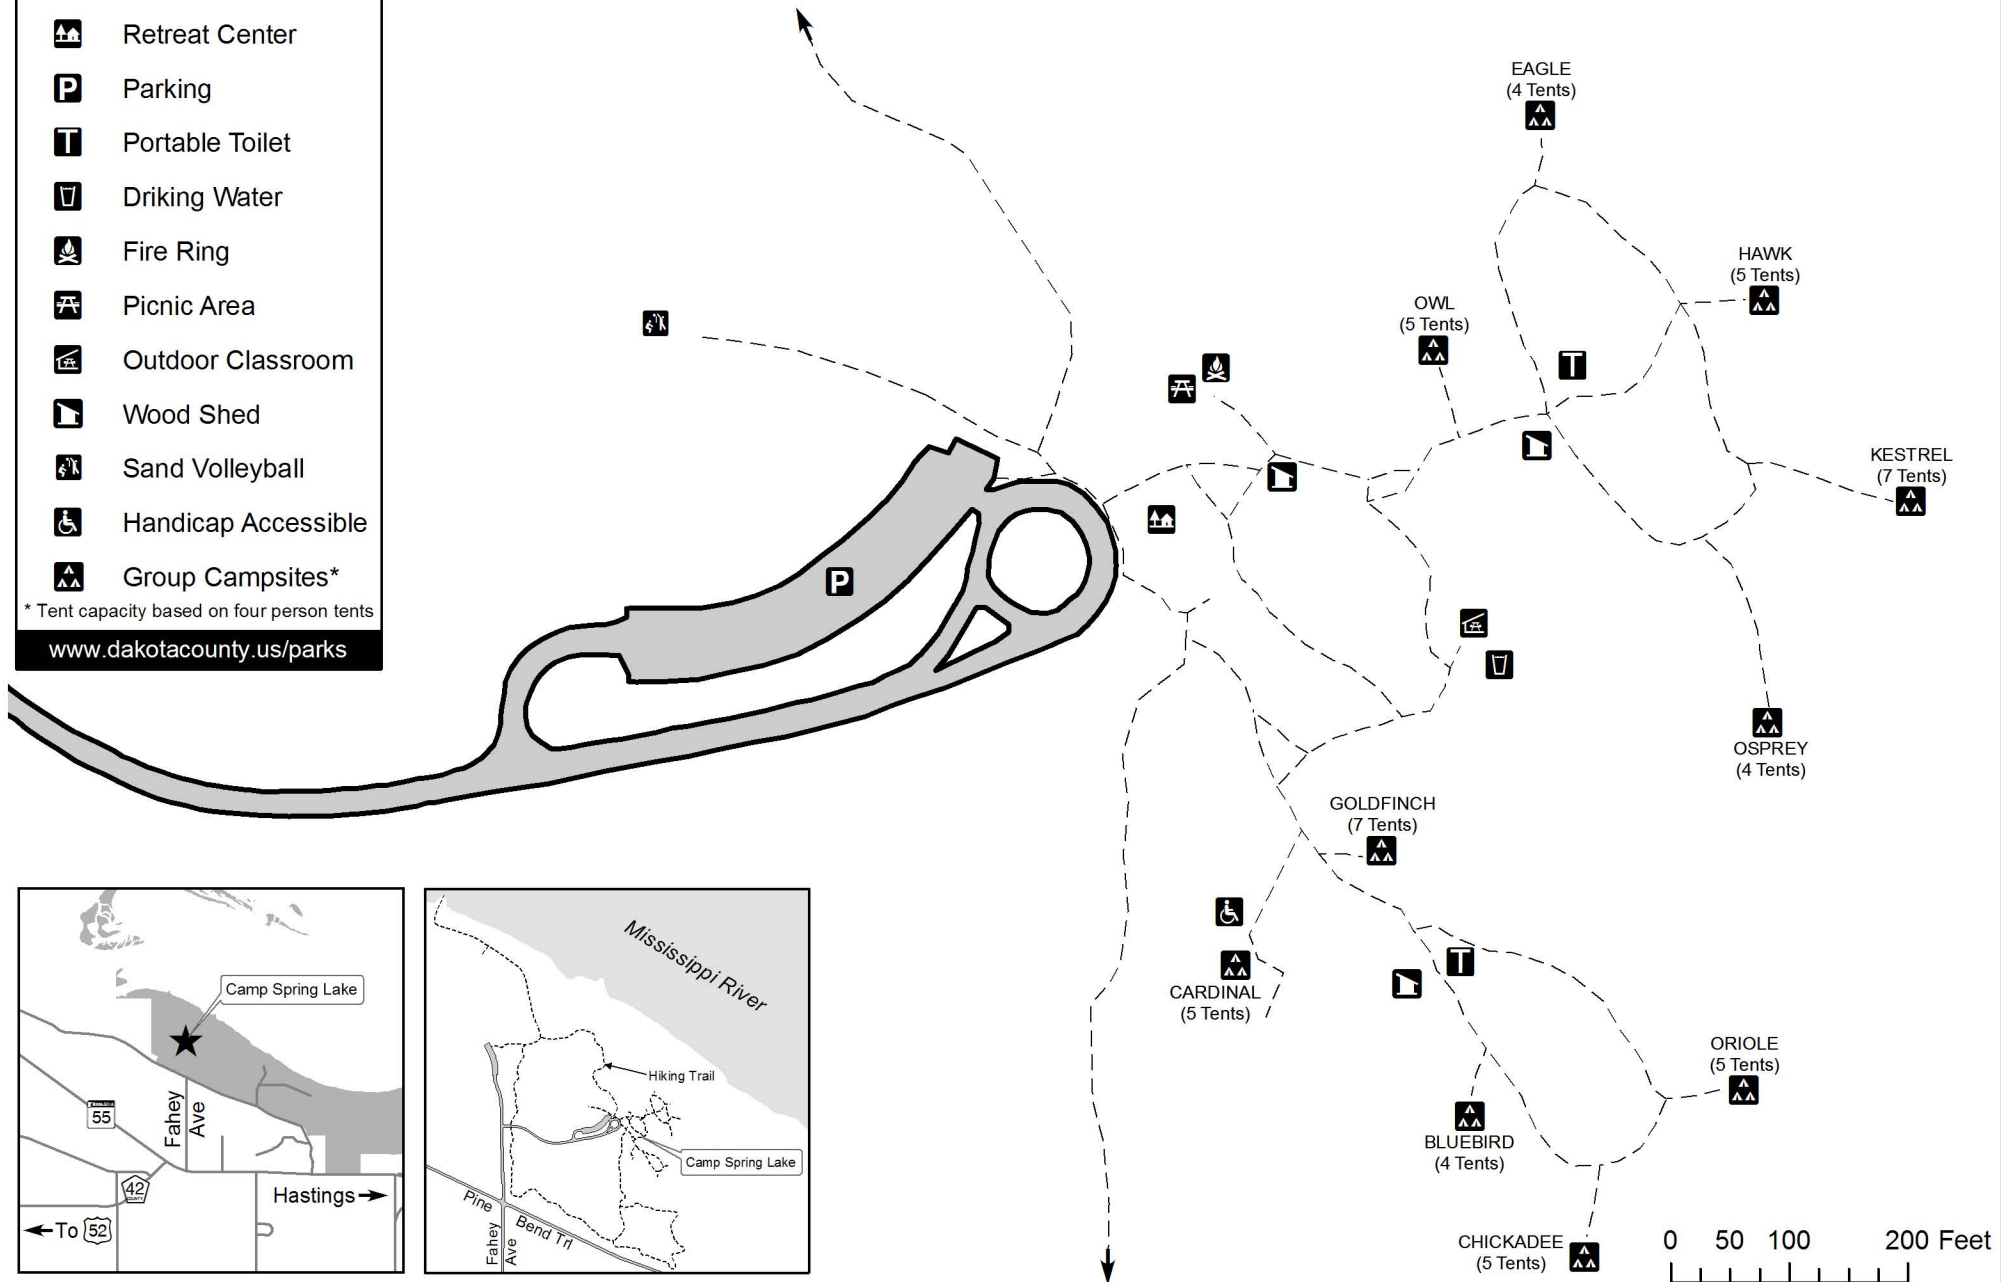 Retreat Center
P Parking
T Portable Toilet
Driking Water
Fire Ring
Picnic Area
Outdoor Classroom
Wood Shed
Sand Volleyball
Handicap Accessible
Group Campsites*
* Tent capacity based on four person tents
www.dakotacounty.us/parks
EAGLE
(4 Tents)
HAWK
(5 Tents)
OWL
(5 Tents)
T
KESTREL
(7 Tents)
P
OSPREY
(4 Tents)
GOLDFINCH
(7 Tents)
CARDINAL
(5 Tents)
T
ORIOLE
(5 Tents)
BLUEBIRD
(4 Tents)
CHICKADEE
(5 Tents)
0 50 100 200 Feet
Camp Spring Lake
55
Fahey
Ave
42
Hastings
To 52
Mississippi River
Hiking Trail
Camp Spring Lake
Pine
Bend Trl
Fahey
Ave